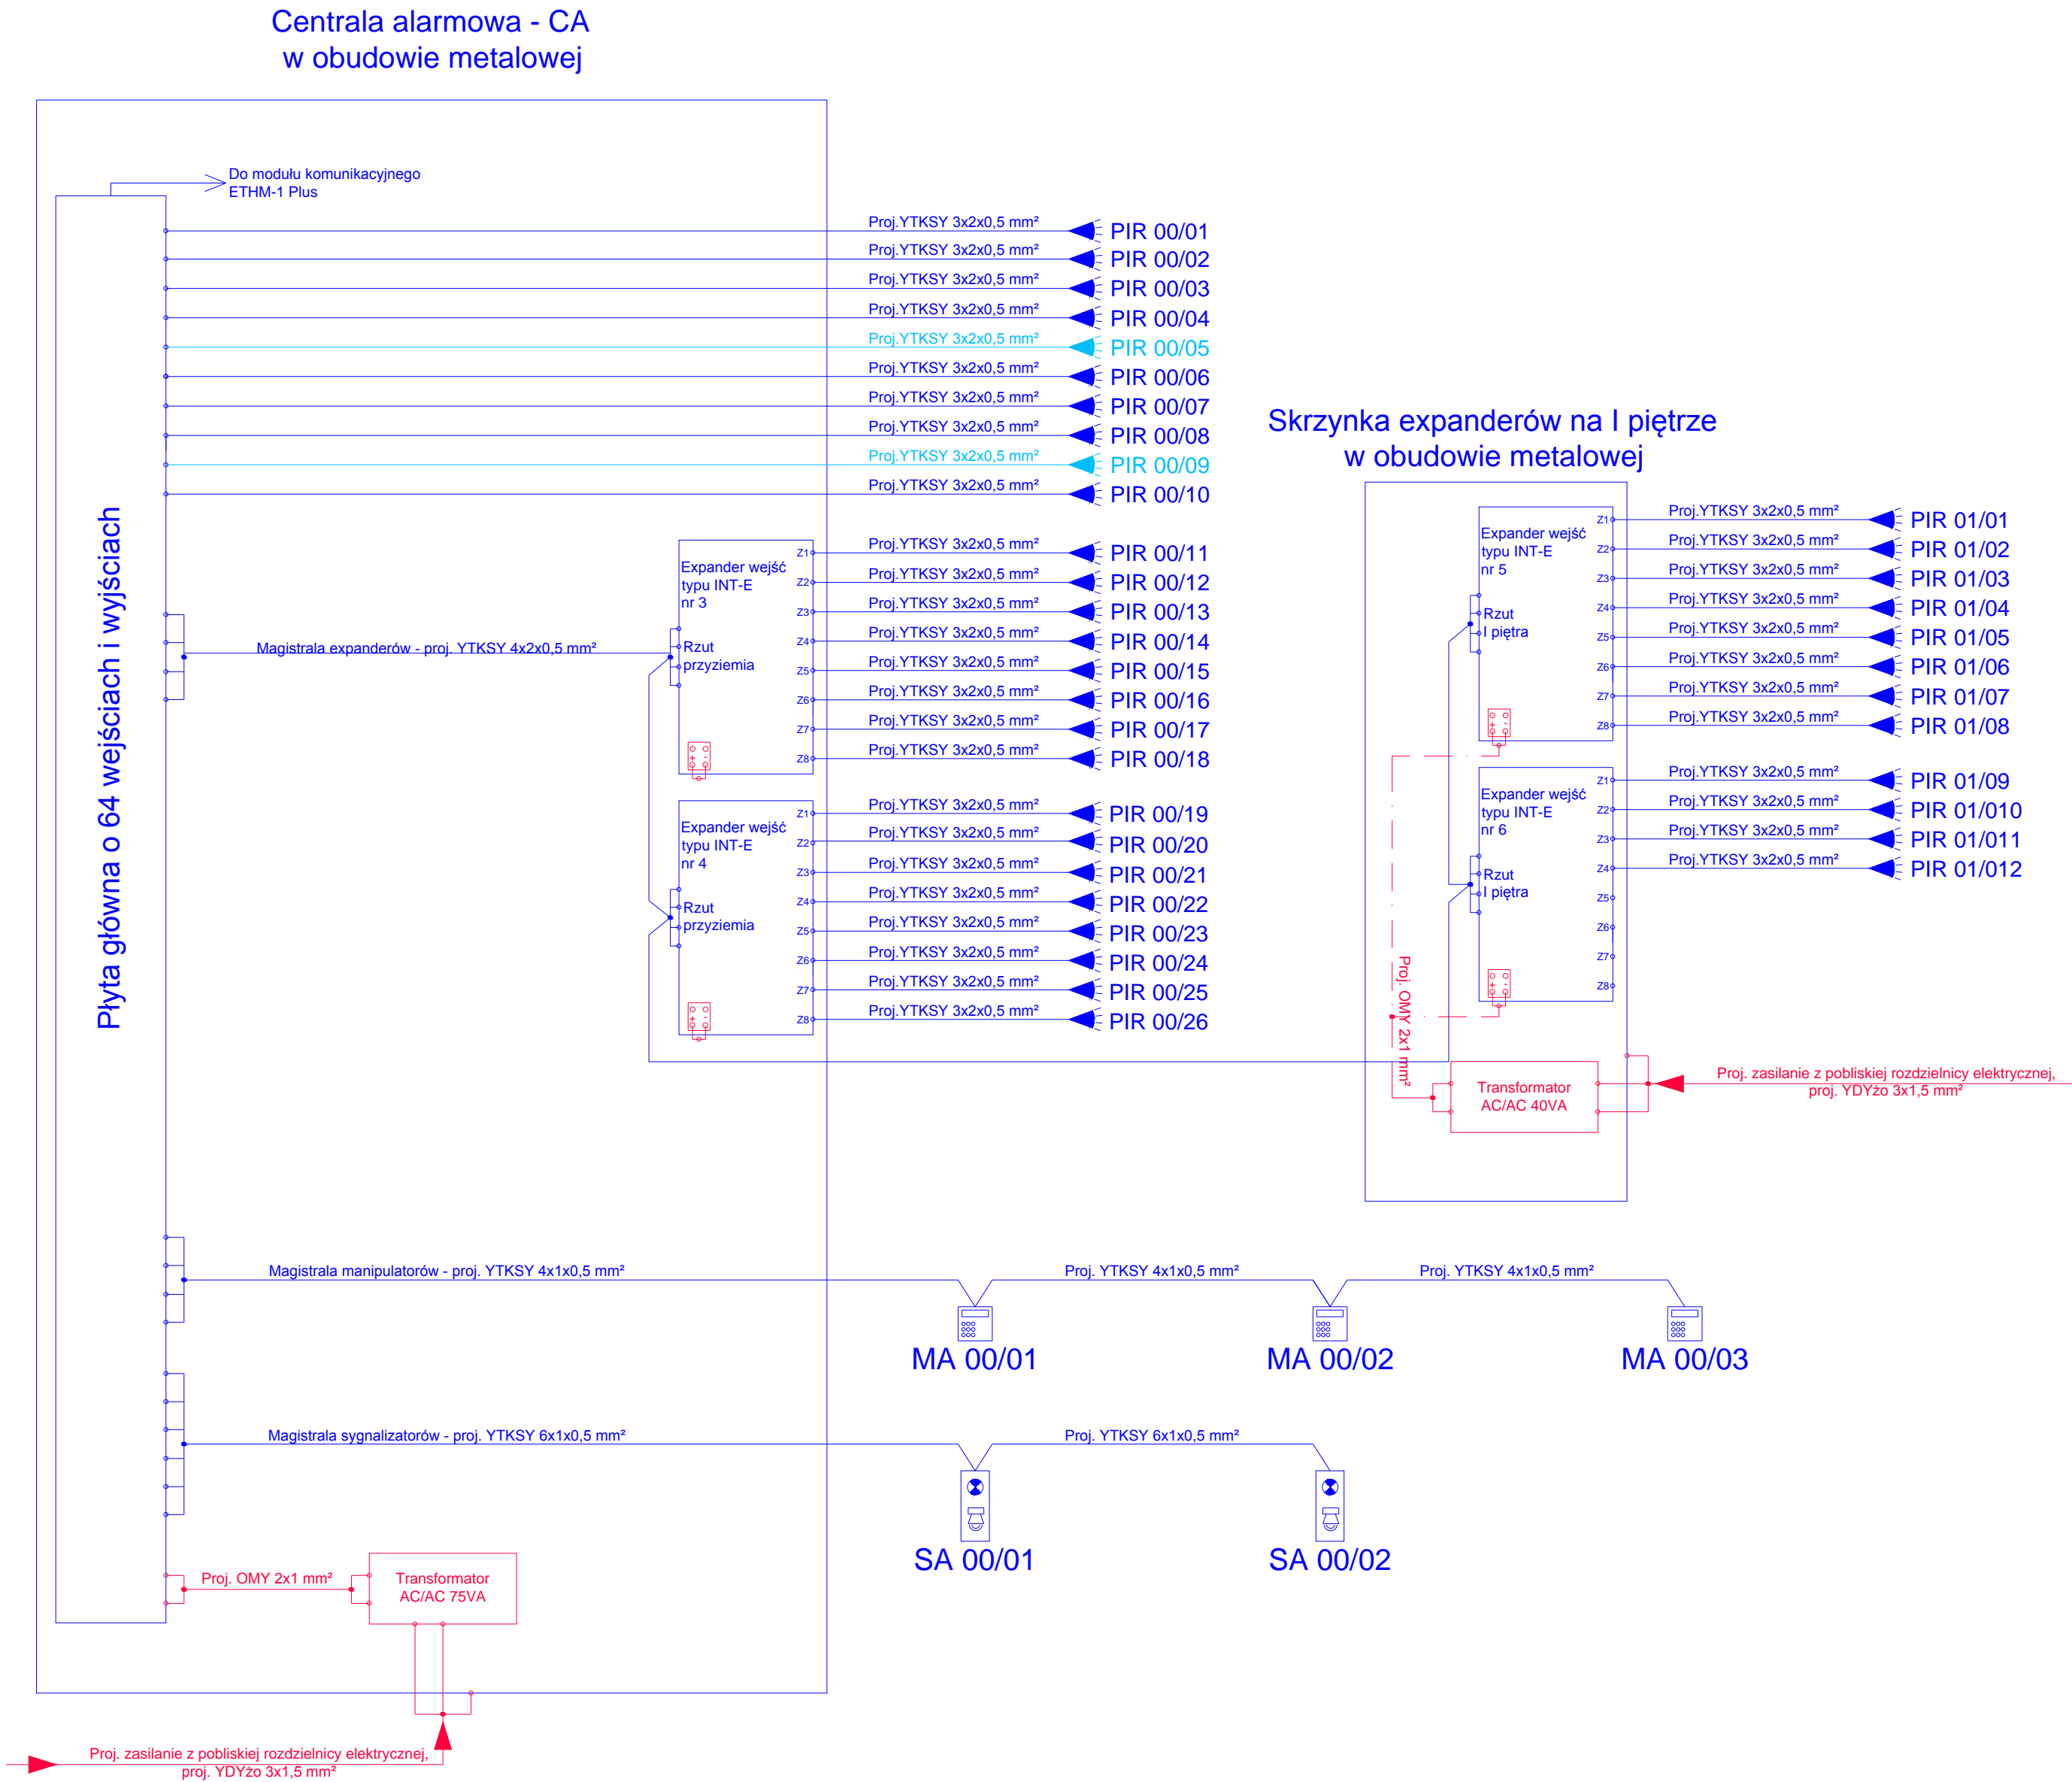 Centrala alarmowa - CA
w obudowie metalowej
Do modułu komunikacyjnego
ETHM-1 Plus
Płyta główna o 64 wejściach i wyjściach
Proj.YTKSY 3x2x0,5 mm² PIR 00/01
Proj.YTKSY 3x2x0,5 mm² PIR 00/02
Proj.YTKSY 3x2x0,5 mm² PIR 00/03
Proj.YTKSY 3x2x0,5 mm² PIR 00/04
Proj.YTKSY 3x2x0,5 mm² PIR 00/05
Proj.YTKSY 3x2x0,5 mm² PIR 00/06
Proj.YTKSY 3x2x0,5 mm² PIR 00/07
Proj.YTKSY 3x2x0,5 mm² PIR 00/08
Proj.YTKSY 3x2x0,5 mm² PIR 00/09
Proj.YTKSY 3x2x0,5 mm² PIR 00/10
Magistrala expanderów - proj. YTKSY 4x2x0,5 mm²
Expander wejść
typu INT-E
nr 3
Rzut
przyziemia
+ -
Z1 Proj.YTKSY 3x2x0,5 mm² PIR 00/11
Z2 Proj.YTKSY 3x2x0,5 mm² PIR 00/12
Z3 Proj.YTKSY 3x2x0,5 mm² PIR 00/13
Z4 Proj.YTKSY 3x2x0,5 mm² PIR 00/14
Z5 Proj.YTKSY 3x2x0,5 mm² PIR 00/15
Z6 Proj.YTKSY 3x2x0,5 mm² PIR 00/16
Z7 Proj.YTKSY 3x2x0,5 mm² PIR 00/17
Z8 Proj.YTKSY 3x2x0,5 mm² PIR 00/18
Expander wejść
typu INT-E
nr 4
Rzut
przyziemia
+ -
Z1 Proj.YTKSY 3x2x0,5 mm² PIR 00/19
Z2 Proj.YTKSY 3x2x0,5 mm² PIR 00/20
Z3 Proj.YTKSY 3x2x0,5 mm² PIR 00/21
Z4 Proj.YTKSY 3x2x0,5 mm² PIR 00/22
Z5 Proj.YTKSY 3x2x0,5 mm² PIR 00/23
Z6 Proj.YTKSY 3x2x0,5 mm² PIR 00/24
Z7 Proj.YTKSY 3x2x0,5 mm² PIR 00/25
Z8 Proj.YTKSY 3x2x0,5 mm² PIR 00/26
Skrzynka expanderów na I piętrze
w obudowie metalowej
Expander wejść
typu INT-E
nr 5
Rzut
I piętra
+ -
Z1 Proj.YTKSY 3x2x0,5 mm² PIR 01/01
Z2 Proj.YTKSY 3x2x0,5 mm² PIR 01/02
Z3 Proj.YTKSY 3x2x0,5 mm² PIR 01/03
Z4 Proj.YTKSY 3x2x0,5 mm² PIR 01/04
Z5 Proj.YTKSY 3x2x0,5 mm² PIR 01/05
Z6 Proj.YTKSY 3x2x0,5 mm² PIR 01/06
Z7 Proj.YTKSY 3x2x0,5 mm² PIR 01/07
Z8 Proj.YTKSY 3x2x0,5 mm² PIR 01/08
Expander wejść
typu INT-E
nr 6
Rzut
I piętra
+ -
Z1 Proj.YTKSY 3x2x0,5 mm² PIR 01/09
Z2 Proj.YTKSY 3x2x0,5 mm² PIR 01/010
Z3 Proj.YTKSY 3x2x0,5 mm² PIR 01/011
Z4 Proj.YTKSY 3x2x0,5 mm² PIR 01/012
Z5
Z6
Z7
Z8
Proj. OMY 2x1 mm²
Transformator
AC/AC 40VA
Proj. zasilanie z pobliskiej rozdzielnicy elektrycznej,
proj. YDYżo 3x1,5 mm²
Magistrala manipulatorów - proj. YTKSY 4x1x0,5 mm² Proj. YTKSY 4x1x0,5 mm² Proj. YTKSY 4x1x0,5 mm²
MA 00/01 MA 00/02 MA 00/03
Magistrala sygnalizatorów - proj. YTKSY 6x1x0,5 mm² Proj. YTKSY 6x1x0,5 mm²
SA 00/01 SA 00/02
Proj. OMY 2x1 mm²
Transformator
AC/AC 75VA
Proj. zasilanie z pobliskiej rozdzielnicy elektrycznej,
proj. YDYżo 3x1,5 mm²